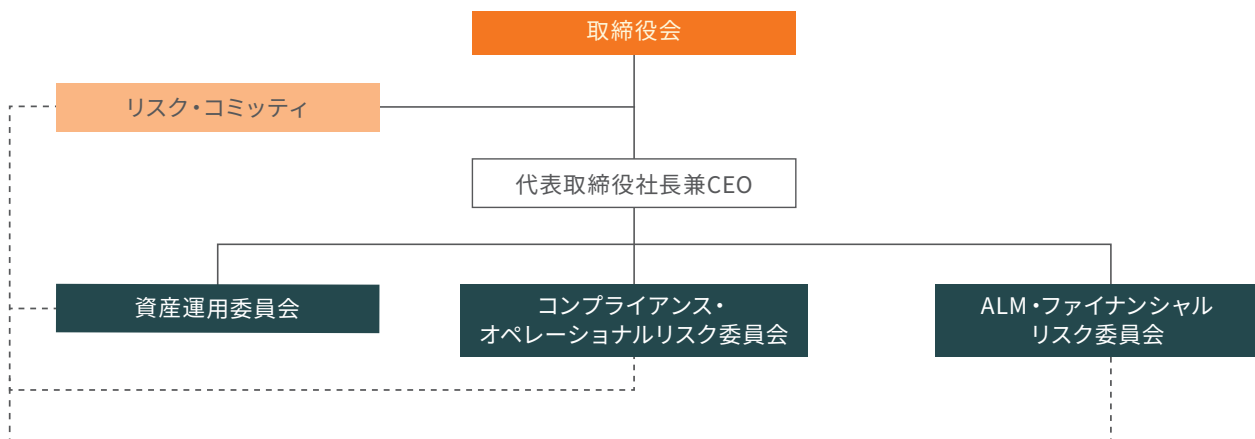 取締役会
リスク・コミッティ
代表取締役社長兼CEO
資産運用委員会
コンプライアンス・
オペレーショナルリスク委員会
ALM・ファイナンシャル
リスク委員会